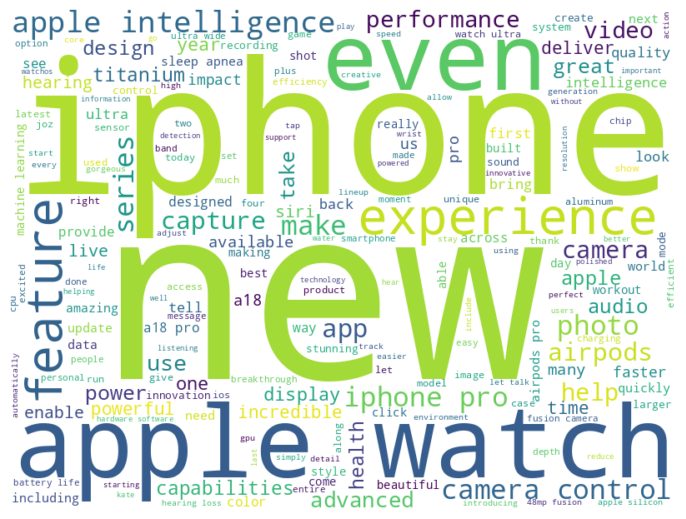 apple intelligence
performance
video
next
create
system
option
ultra wide
recording
game
play
speed
watch ultra
action
core
go
shot
deliver
quality
even
see
design
year
sleep apnea
hearing
titanium
impact
plus
efficiency
creative
important
great
intelligence
watchos
information
control
high
allow
generation
without
iphone
latest
joz
ultra
sensor
two
detection
tap
really
wrist
us
first
chip
resolution
machine learning
start
every
used
band
today
set
support
made
powered
pro
built
sound
innovative
show
look
gorgeous
much
take
lineup
moment
unique
bring
aluminum
right
series
designed
four
back
make
experience
provide
capture
siri
adjust
water
smartphone
across
thank
better
feature
live
available
making
stay
using
polished
camera
mode
day
world
excited
life
access
best
technology
hear
able
perfect
apple
workout
efficient
cpu
done
helping
amazing
tell
well
product
a18
new
users
audio
update
message
a18 pro
way
app
include
photo
data
listening
stunning
track
easy
charging
people
use
breakthrough
easier
image
airpods pro
airpods
many
faster
personal
run
give
let
model
let talk
quickly
automatically
power
innovation
ios
one
display
iphone pro
case
help
larger
enable
powerful
need
incredible
click
environment
fusion camera
time
hardware software
gpu
along
health
apple watch
last
simply
detail
style
depth
reduce
battery life
starting
come
beautiful
camera control
including
kate
capabilities
hearing loss
color
entire
advanced
introducing
48mp fusion
apple silicon